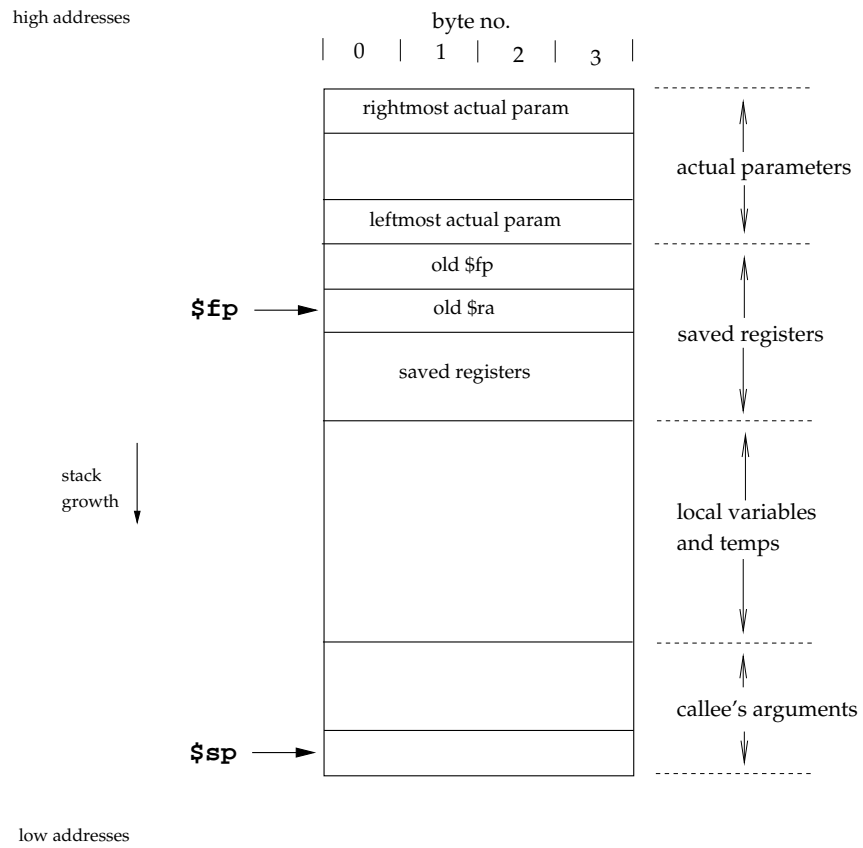 high addresses
byte no.
0 1 2 3
rightmost actual param
actual parameters
leftmost actual param
old $fp
$fp
old $ra
saved registers
saved registers
stack
growth
local variables
and temps
callee's arguments
$sp
low addresses